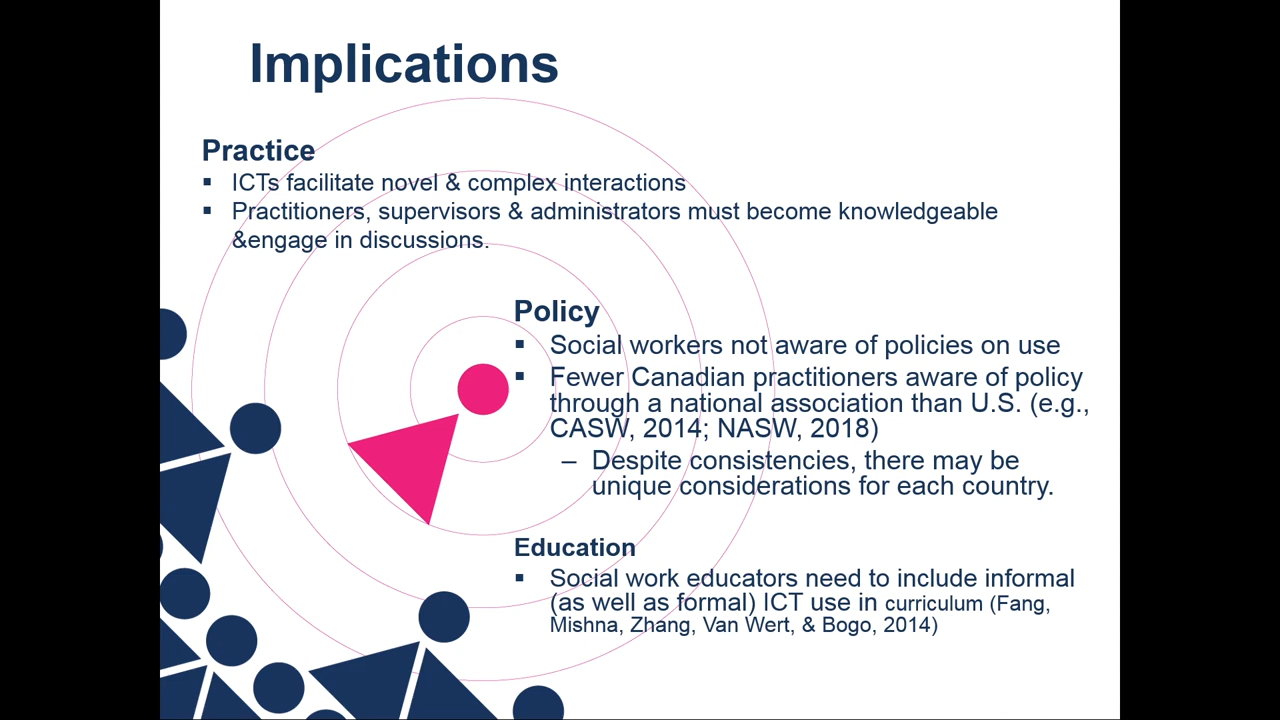 Implications
Practice
▪ ICTs facilitate novel & complex interactions
▪ Practitioners, supervisors & administrators must become knowledgeable
&engage in discussions.
Policy
▪ Social workers not aware of policies on use
▪ Fewer Canadian practitioners aware of policy
through a national association than U.S. (e.g.,
CASW, 2014; NASW, 2018)
– Despite consistencies, there may be
unique considerations for each country.
Education
▪ Social work educators need to include informal
(as well as formal) ICT use in curriculum (Fang,
Mishna, Zhang, Van Wert, & Bogo, 2014)